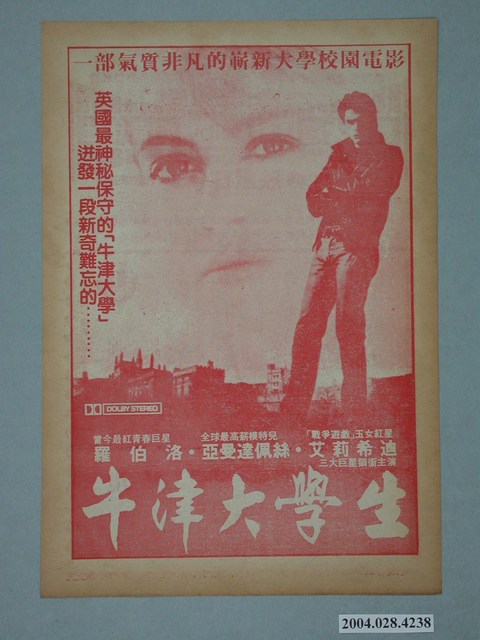 一部氣質非凡的嶄新大學校園電影
英國最神秘保守的「牛津大學」
迸發一段新奇難忘的………
DOLBY STEREO
當今最紅青春巨星
羅伯洛・
全球最高薪模特兒
亞曼達佩絲・
「戰爭遊戲」玉女紅星
艾莉希迪
三大巨星領銜主演
牛津大學生
2004.028.4238